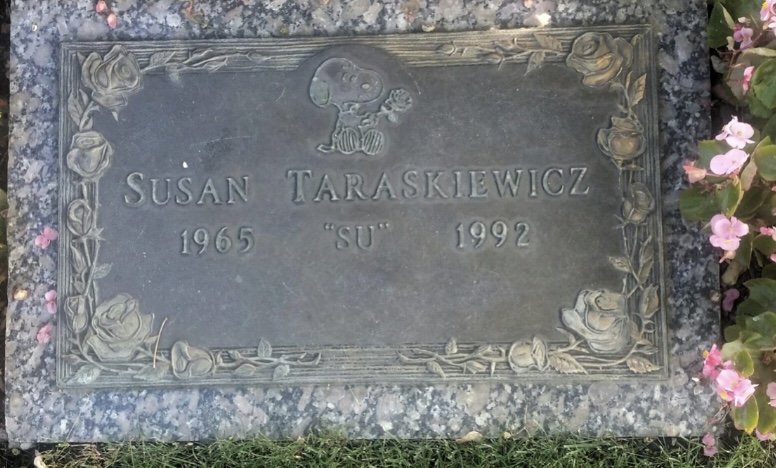 SUSAN TARASKIEWICZ
1965 "SU" 1992